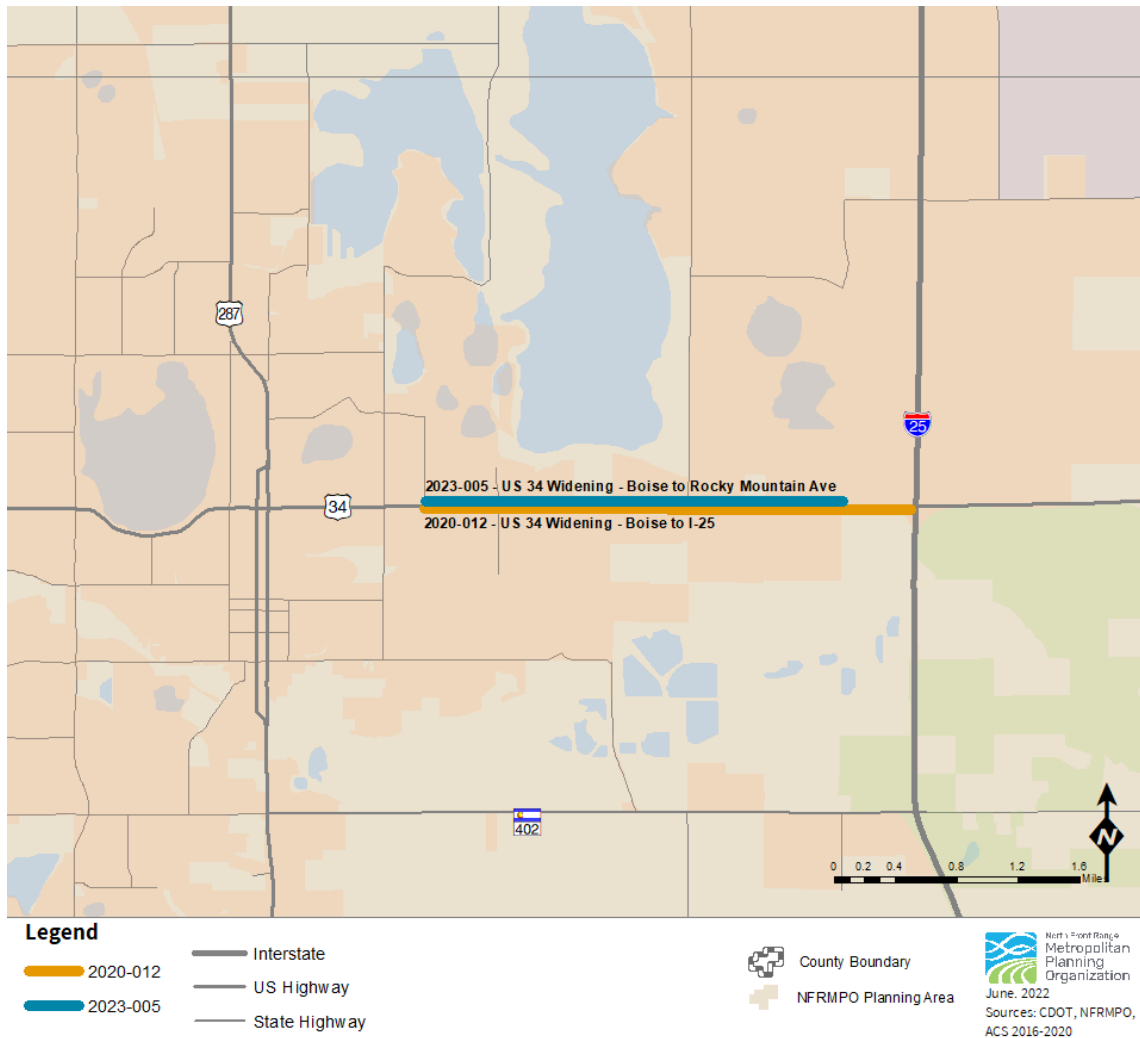 287
25
2023-005 - US 34 Widening - Boise to Rocky Mountain Ave
34
2020-012 - US 34 Widening - Boise to I-25
402
N
0 0.2 0.4 0.8 1.2 1.6
Miles
Legend
2020-012
2023-005
Interstate
US Highway
State Highway
County Boundary
NFRMPO Planning Area
North Front Range
Metropolitan
Planning
Organization
June. 2022
Sources: CDOT, NFRMPO,
ACS 2016-2020